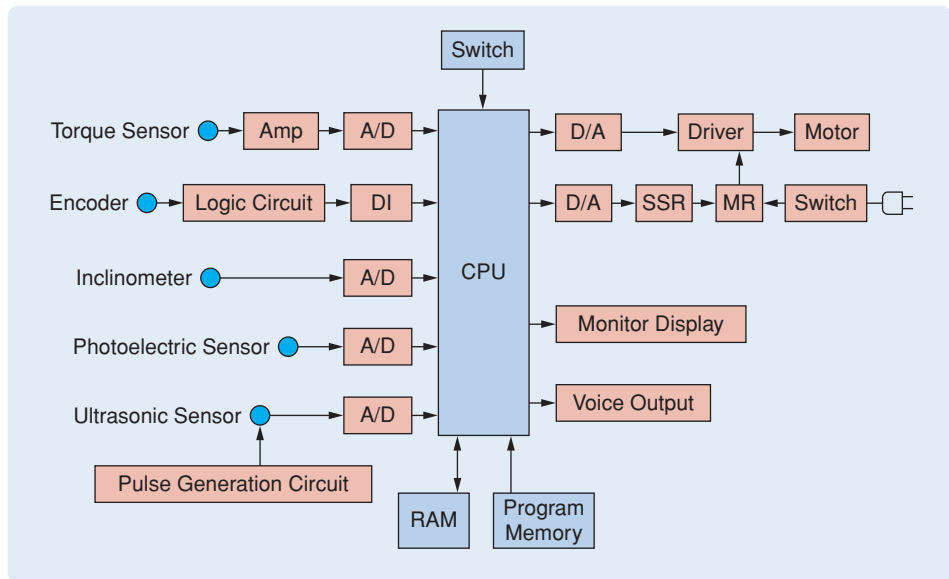 Switch
Torque Sensor
Amp
A/D
D/A
Driver
Motor
Encoder
Logic Circuit
DI
D/A
SSR
MR
Switch
CPU
Inclinometer
A/D
Monitor Display
Photoelectric Sensor
A/D
Ultrasonic Sensor
A/D
Voice Output
Pulse Generation Circuit
RAM
Program
Memory